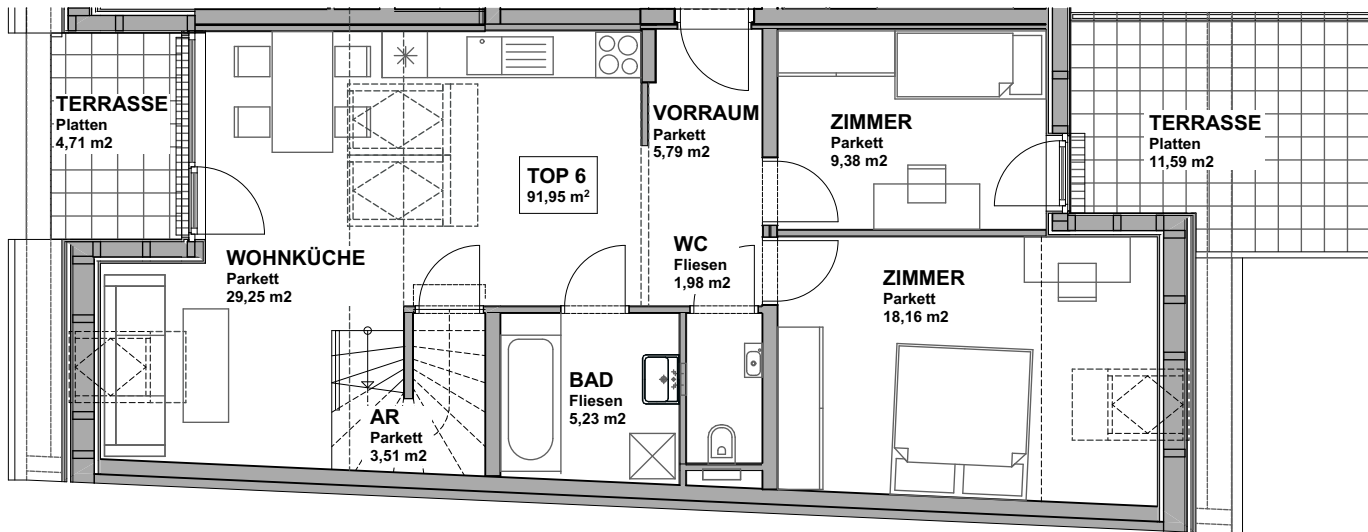 TERRASSE
Platten
4,71 m2
VORRAUM
Parkett
5,79 m2
ZIMMER
Parkett
9,38 m2
TERRASSE
Platten
11,59 m2
TOP 6
91,95 m²
WOHNKÜCHE
Parkett
29,25 m2
WC
Fliesen
1,98 m2
ZIMMER
Parkett
18,16 m2
BAD
Fliesen
5,23 m2
AR
Parkett
3,51 m2